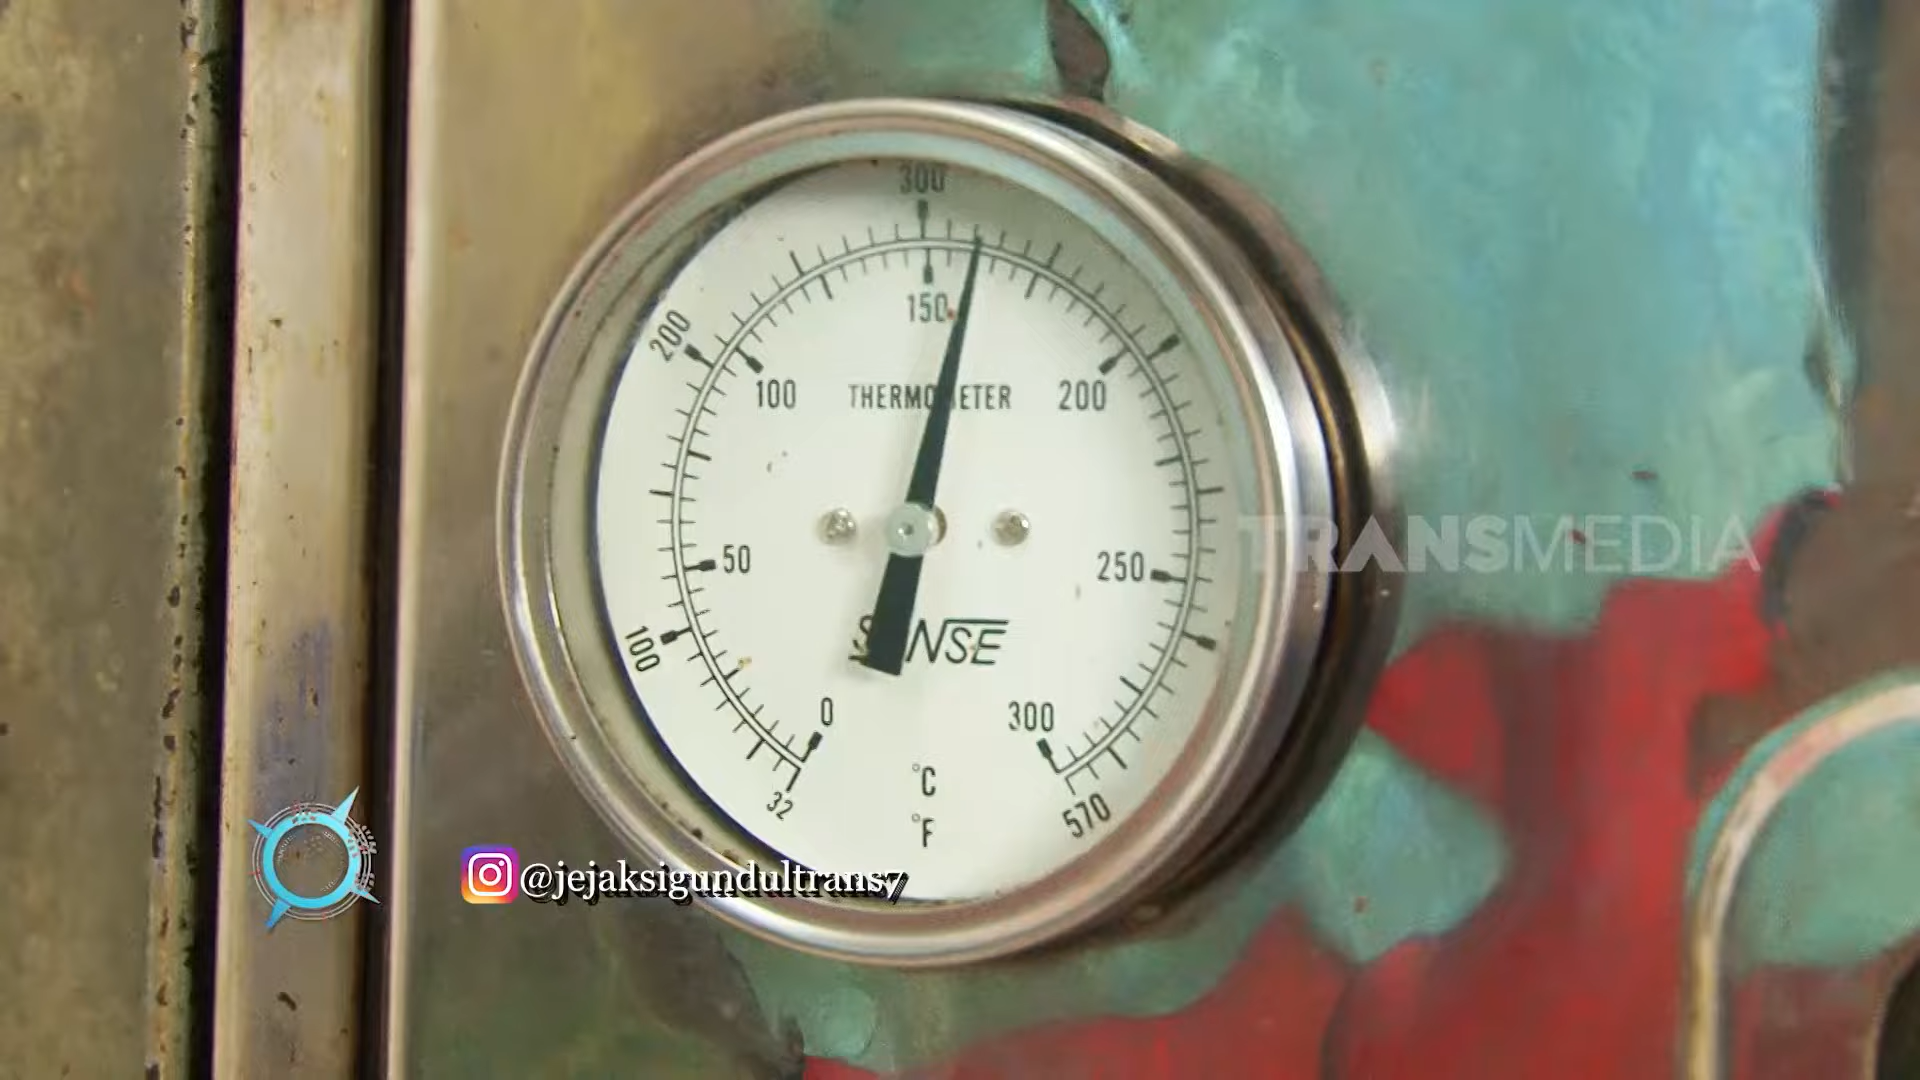 300
200
150
100
THERMOMETER
200
50
250
TRANSMEDIA
100
SENSE
0
300
°C
32
570
°F
@jejaksigundultrans7